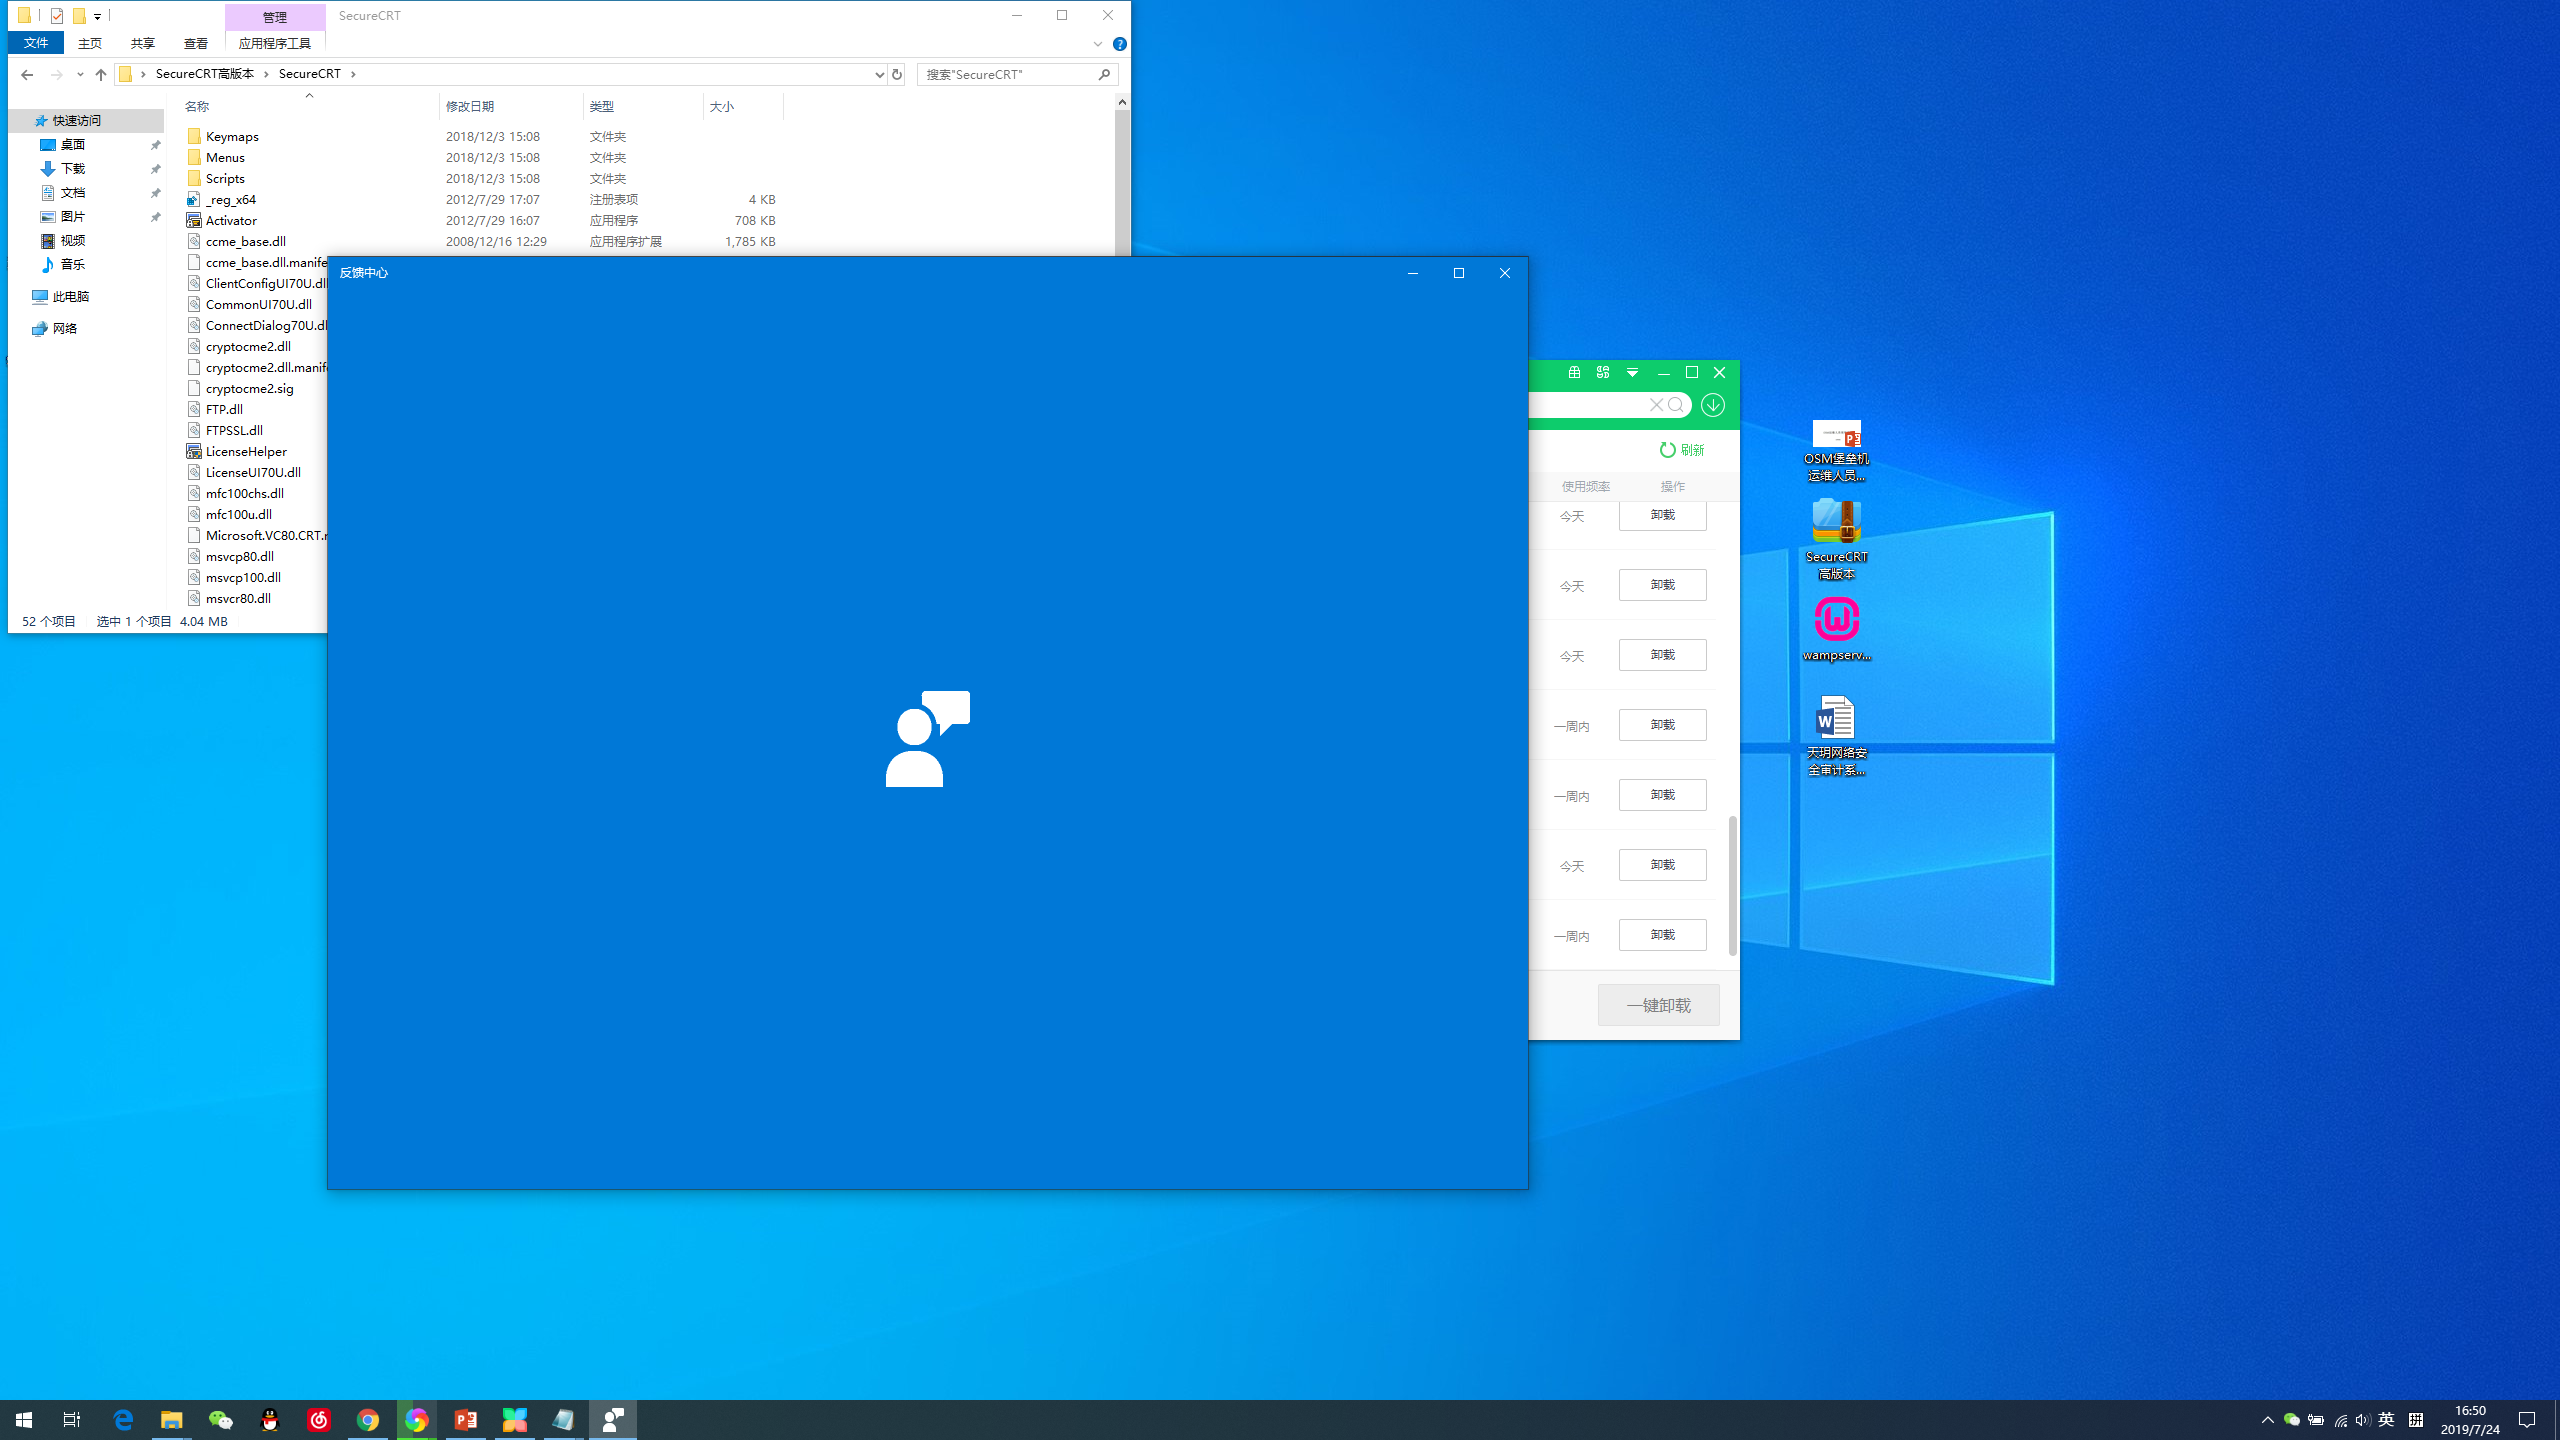 管理
SecureCRT
文件
主页
共享
查看
应用程序工具
SecureCRT高版本 SecureCRT
搜索"SecureCRT"
名称 修改日期 类型 大小
快速访问
桌面
下载
文档
图片
视频
音乐
此电脑
网络
Keymaps 2018/12/3 15:08 文件夹
Menus 2018/12/3 15:08 文件夹
Scripts 2018/12/3 15:08 文件夹
_reg_x64 2012/7/29 17:07 注册表项 4 KB
Activator 2012/7/29 16:07 应用程序 708 KB
ccme_base.dll 2008/12/16 12:29 应用程序扩展 1,785 KB
ccme_base.dll.manife
ClientConfigUI70U.dll
CommonUI70U.dll
ConnectDialog70U.dl
cryptocme2.dll
cryptocme2.dll.manife
cryptocme2.sig
FTP.dll
FTPSSL.dll
LicenseHelper
LicenseUI70U.dll
mfc100chs.dll
mfc100u.dll
Microsoft.VC80.CRT.
msvcp80.dll
msvcp100.dll
msvcr80.dll
52 个项目 选中 1 个项目 4.04 MB
反馈中心
刷新
使用频率 操作
今天 卸载
今天 卸载
今天 卸载
一周内 卸载
一周内 卸载
今天 卸载
一周内 卸载
一键卸载
OSM堡垒机
运维人员...
SecureCRT
高版本
wampserv...
天玥网络安
全审计系...
英
拼
16:50
2019/7/24